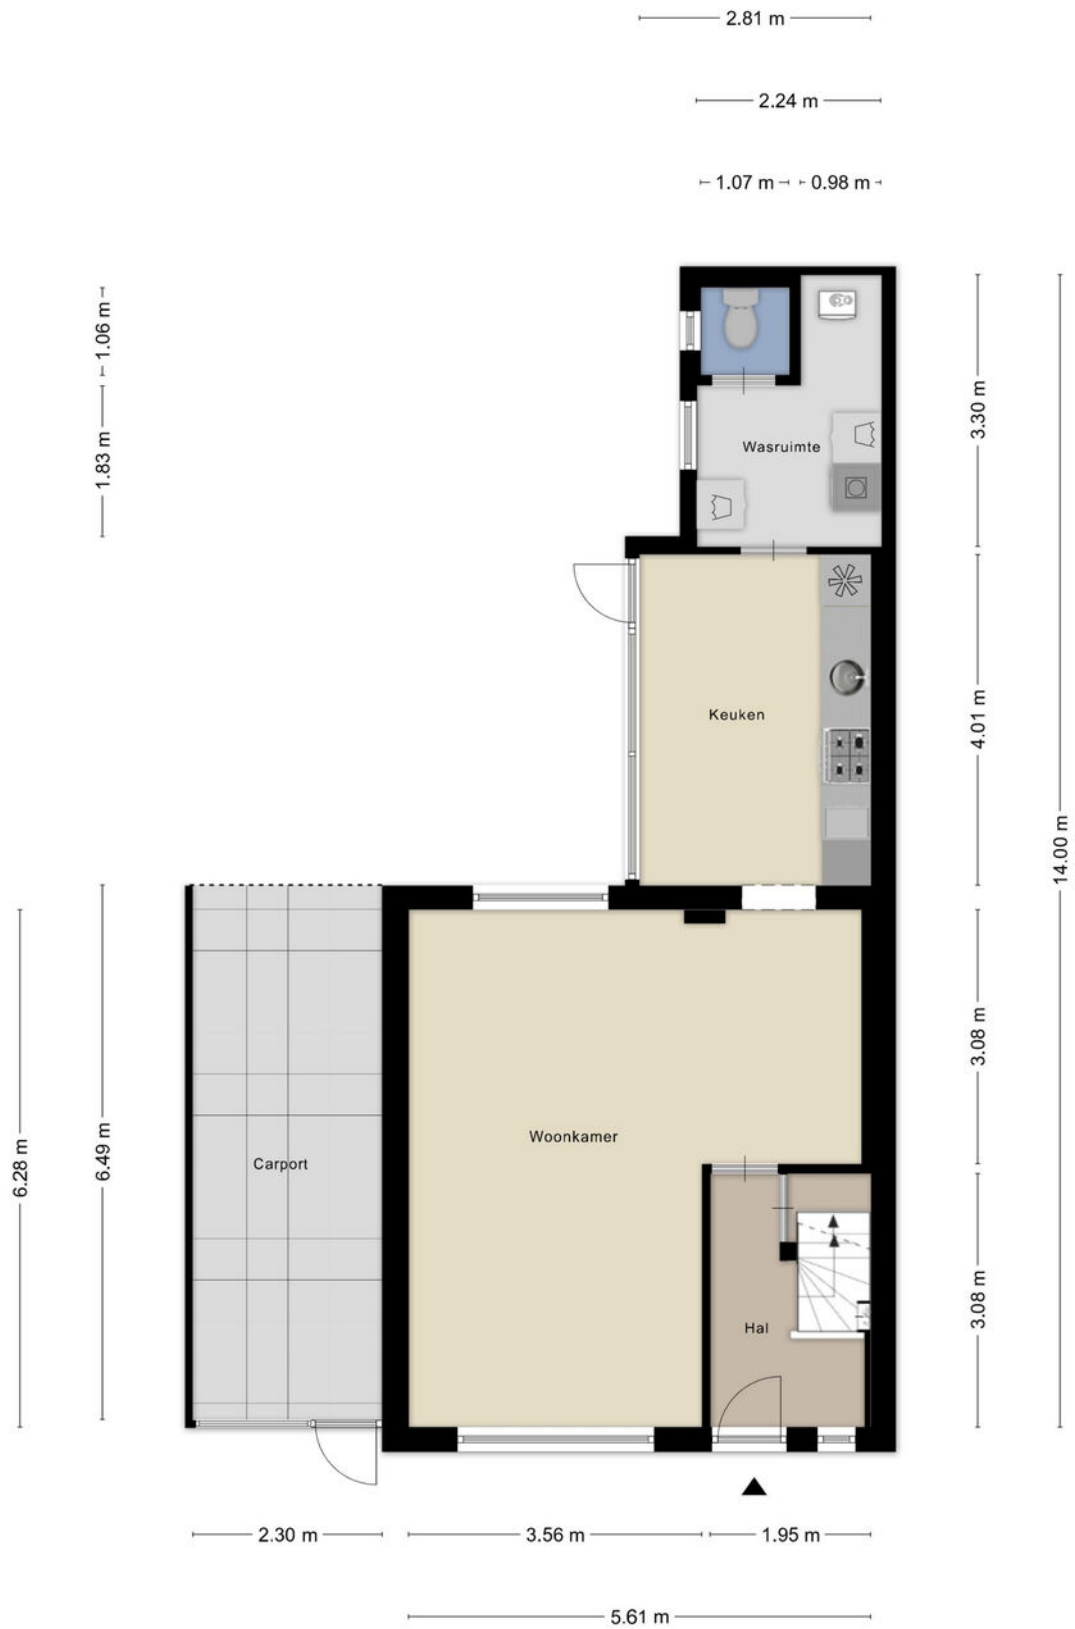 2.81 m
2.24 m
1.07 m
0.98 m
1.06 m
1.83 m
3.30 m
Wasruimte
Keuken
4.01 m
14.00 m
3.08 m
Woonkamer
Carport
6.28 m
6.49 m
Hal
3.08 m
2.30 m
3.56 m
1.95 m
5.61 m